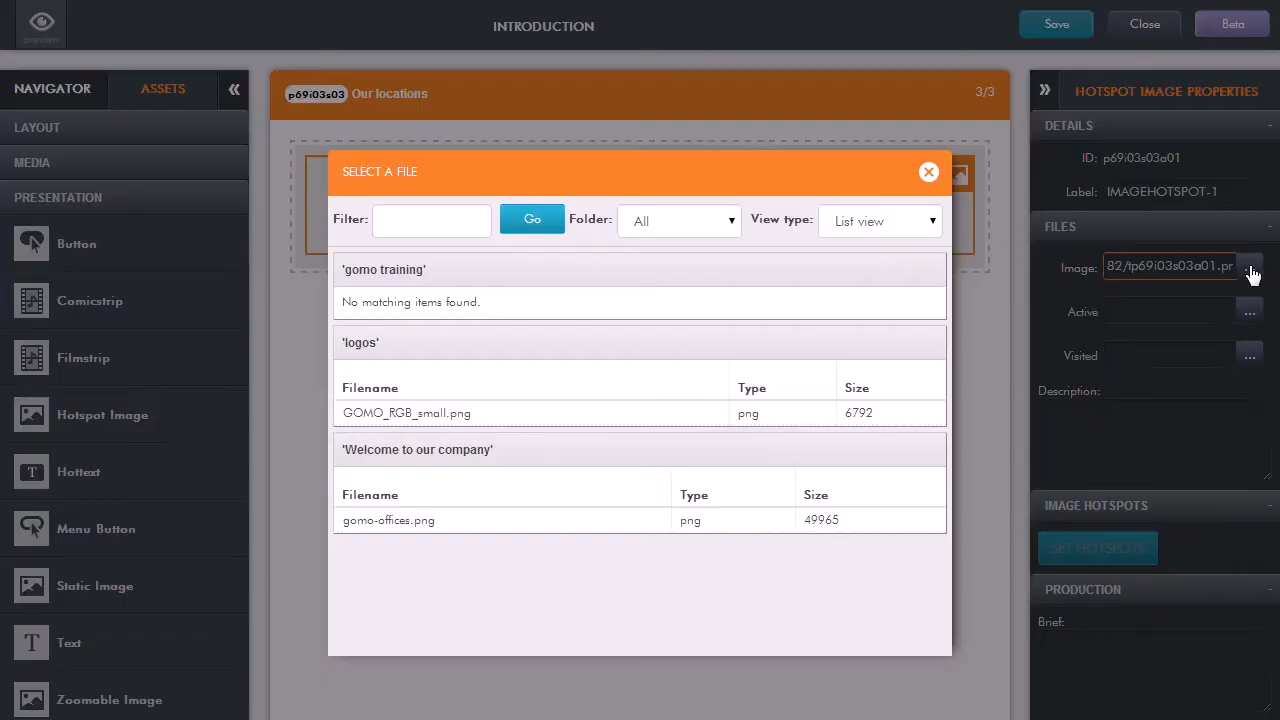 INTRODUCTION
Save
Close
Beta
NAVIGATOR
ASSETS
«
LAYOUT
MEDIA
PRESENTATION
Button
Comicstrip
Filmstrip
Hotspot Image
Hottext
Menu Button
Static Image
T
Text
Zoomable Image
p69i03s03 Our locations
3/3
SELECT A FILE
Filter:
Go
Folder:
All
View type:
List view
'gomo training'
No matching items found.
'logos'
Filename Type Size
GOMO_RGB_small.png png 6792
'Welcome to our company'
Filename Type Size
gomo-offices.png png 49965
»
HOTSPOT IMAGE PROPERTIES
DETAILS -
ID: p69i03s03a01
Label: IMAGEHOTSPOT-1
FILES -
Image: 82/tp69i03s03a01.pr
Active ...
Visited ...
Description:
IMAGE HOTSPOTS -
SET HOTSPOTS
PRODUCTION -
Brief: